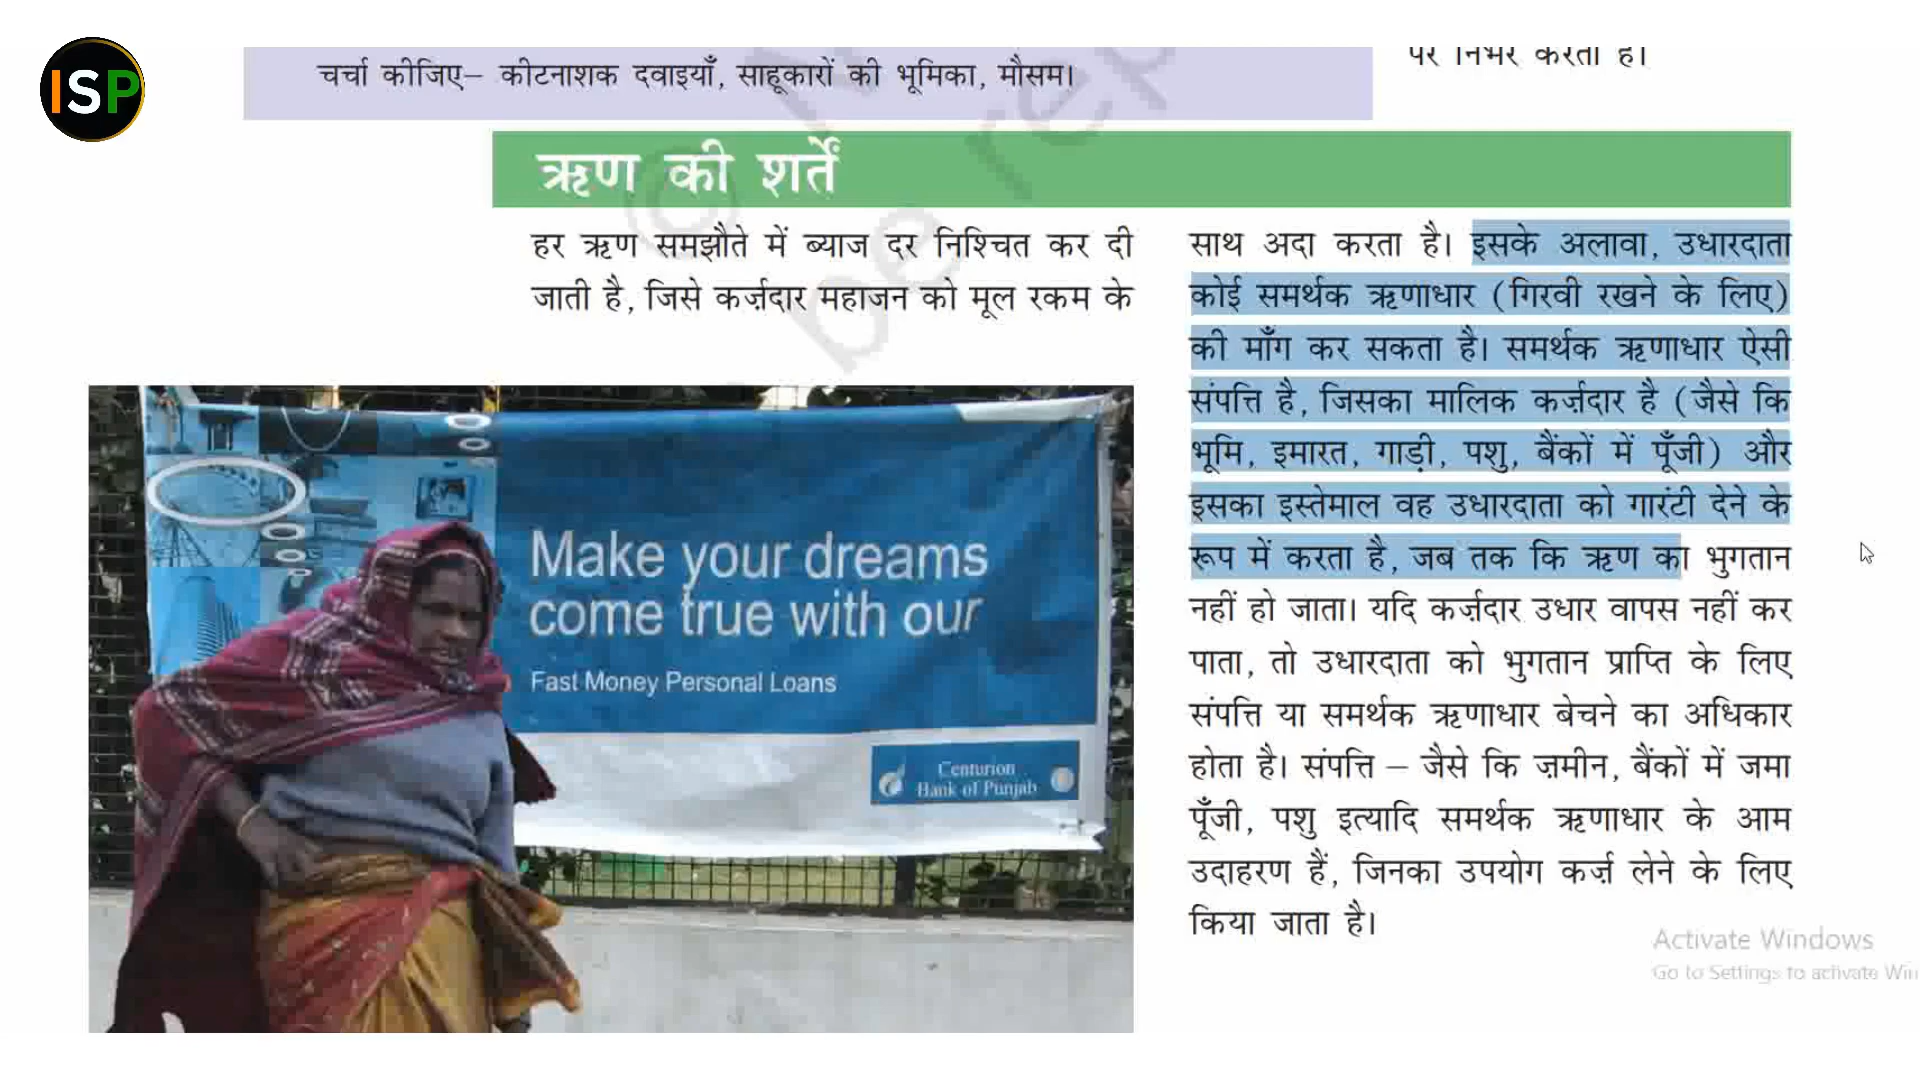 ISP
चर्चा कीजिए– कीटनाशक दवाइयाँ, साहूकारों की भूमिका, मौसम।
पर निर्भर करता है।
ऋण की शर्तें
हर ऋण समझौते में ब्याज दर निश्चित कर दी
जाती है, जिसे कर्ज़दार महाजन को मूल रकम के
साथ अदा करता है। इसके अलावा, उधारदाता
कोई समर्थक ऋणाधार (गिरवी रखने के लिए)
की माँग कर सकता है। समर्थक ऋणाधार ऐसी
संपत्ति है, जिसका मालिक कर्ज़दार है (जैसे कि
भूमि, इमारत, गाड़ी, पशु, बैंकों में पूँजी) और
इसका इस्तेमाल वह उधारदाता को गारंटी देने के
रूप में करता है, जब तक कि ऋण का भुगतान
नहीं हो जाता। यदि कर्ज़दार उधार वापस नहीं कर
पाता, तो उधारदाता को भुगतान प्राप्ति के लिए
संपत्ति या समर्थक ऋणाधार बेचने का अधिकार
होता है। संपत्ति – जैसे कि ज़मीन, बैंकों में जमा
पूँजी, पशु इत्यादि समर्थक ऋणाधार के आम
उदाहरण हैं, जिनका उपयोग कर्ज़ लेने के लिए
किया जाता है।
Make your dreams
come true with our
Fast Money Personal Loans
Centurion
Bank of Punjab
Activate Windows
Go to Settings to activate Win
© N
be rep